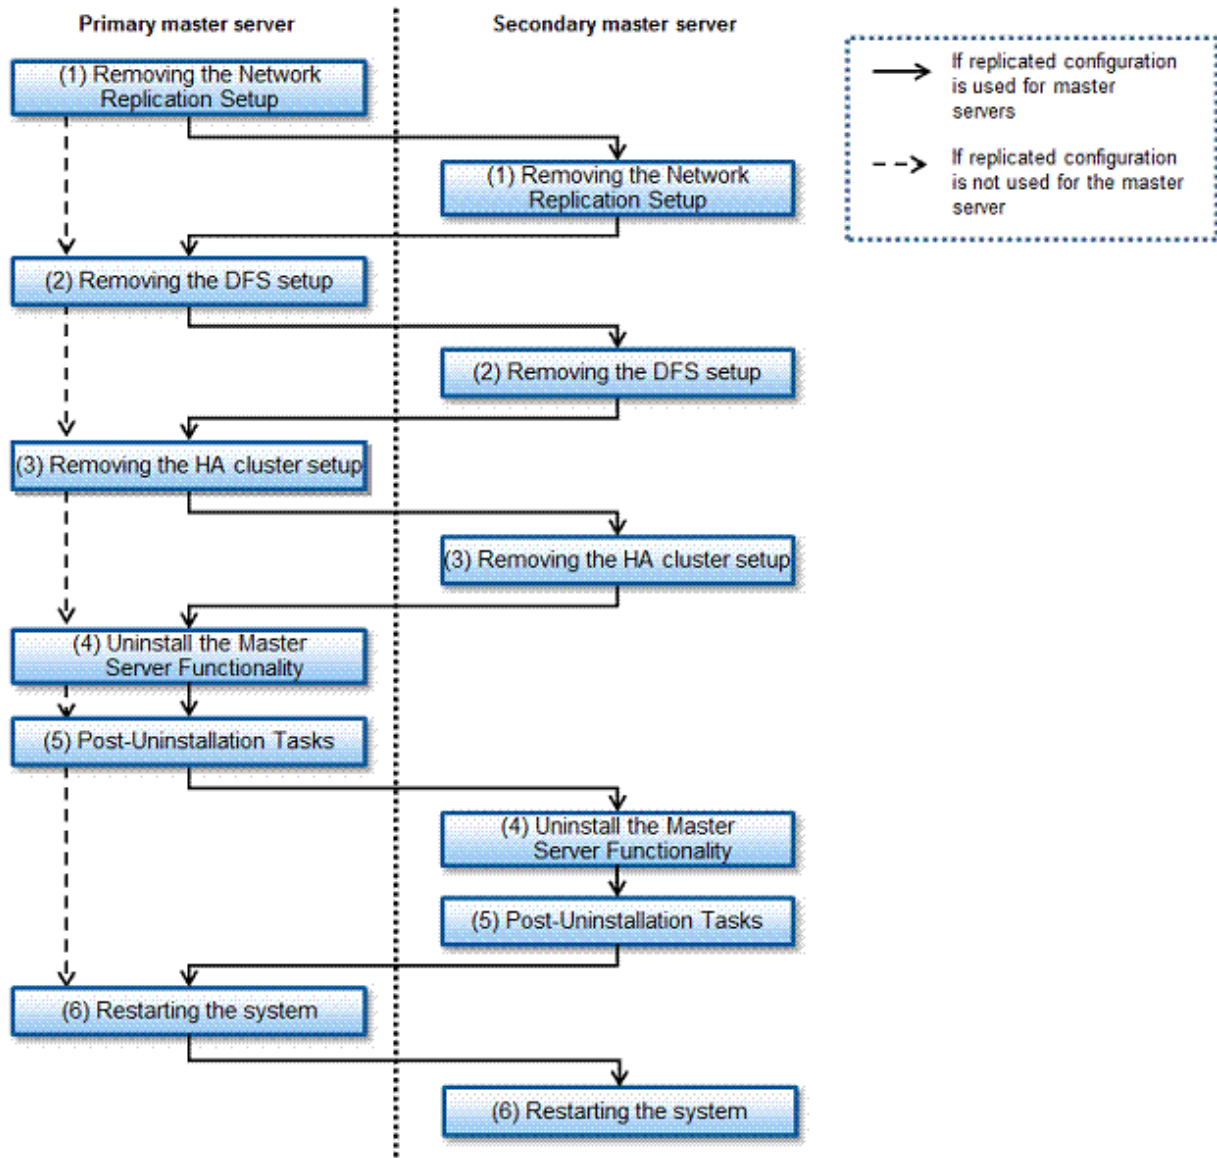 Primary master server
Secondary master server
If replicated configuration
is used for master
servers
If replicated configuration
is not used for the master
server
(1) Removing the Network
Replication Setup
(1) Removing the Network
Replication Setup
(2) Removing the DFS setup
(2) Removing the DFS setup
(3) Removing the HA cluster setup
(3) Removing the HA cluster setup
(4) Uninstall the Master
Server Functionality
(5) Post-Uninstallation Tasks
(4) Uninstall the Master
Server Functionality
(5) Post-Uninstallation Tasks
(6) Restarting the system
(6) Restarting the system